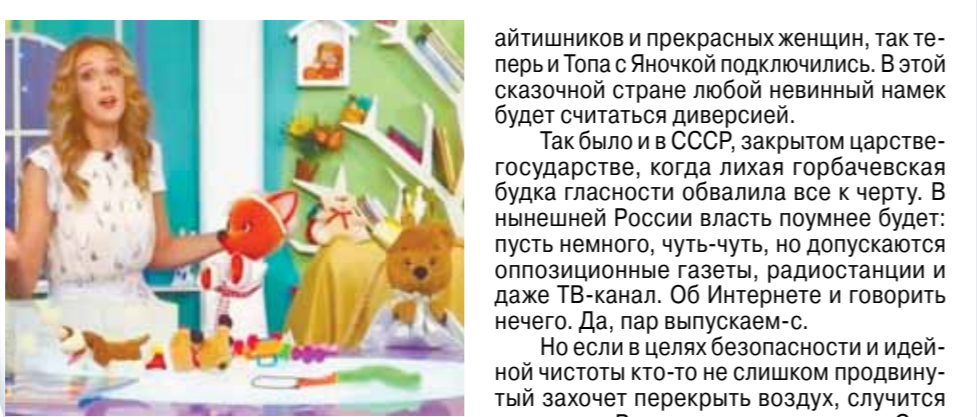 айтишников и прекрасных женщин, так те-
перь и Топа с Яночкой подключились. В этой
сказочной стране любой невинный намек
будет считаться диверсией.
Так было и в СССР, закрытом царстве-
государстве, когда лихая горбачевская
будка гласности обвалила все к черту. В
нынешней России власть поумнее будет:
пусть немного, чуть-чуть, но допускаются
оппозиционные газеты, радиостанции и
даже ТВ-канал. Об Интернете и говорить
нечего. Да, пар выпускаем-с.
Но если в целях безопасности и идей-
ной чистоты кто-то не слишком продвину-
тый захочет перекрыть воздух, случится